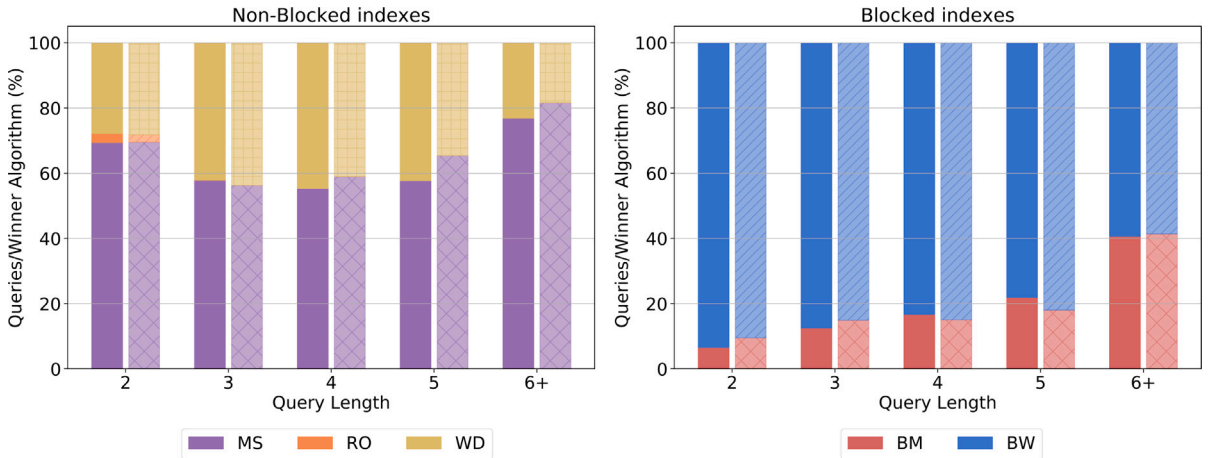 Non-Blocked indexes
Queries/Winner Algorithm (%)
100
80
60
40
20
0
2 3 4 5 6+
Query Length
MS RO WD
Blocked indexes
Queries/Winner Algorithm (%)
100
80
60
40
20
0
2 3 4 5 6+
Query Length
BM BW